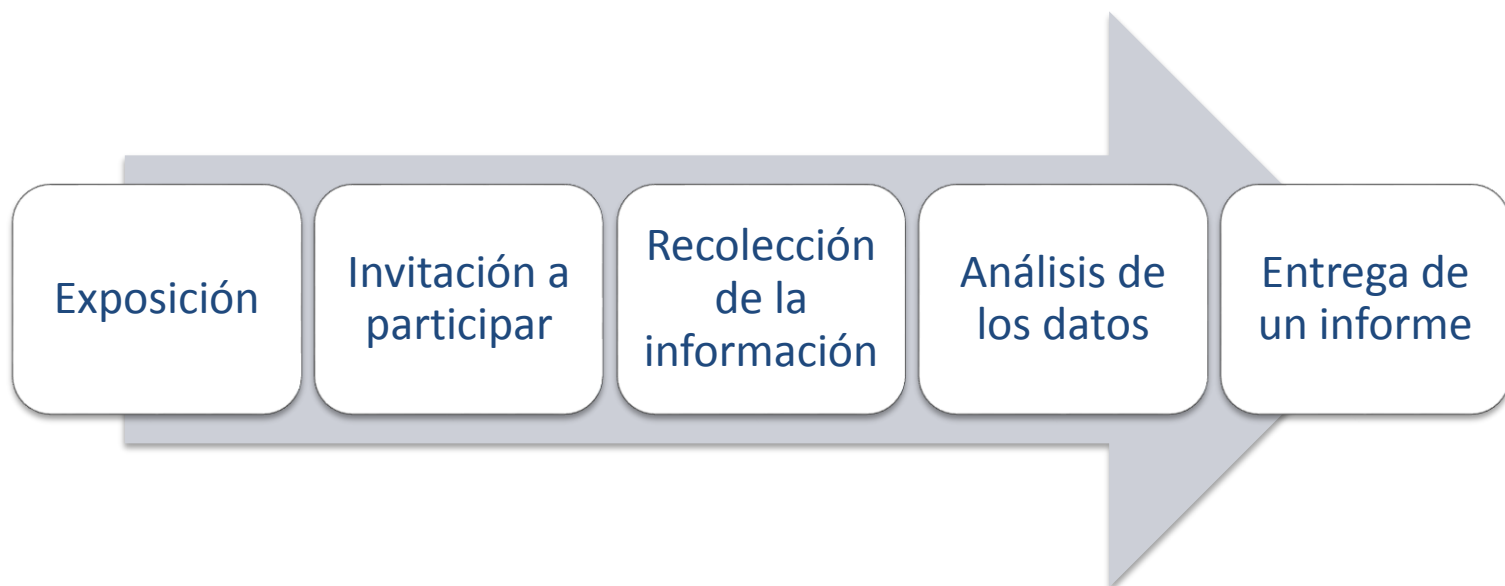 Exposición
Invitación a
participar
Recolección
de la
información
Análisis de
los datos
Entrega de
un informe